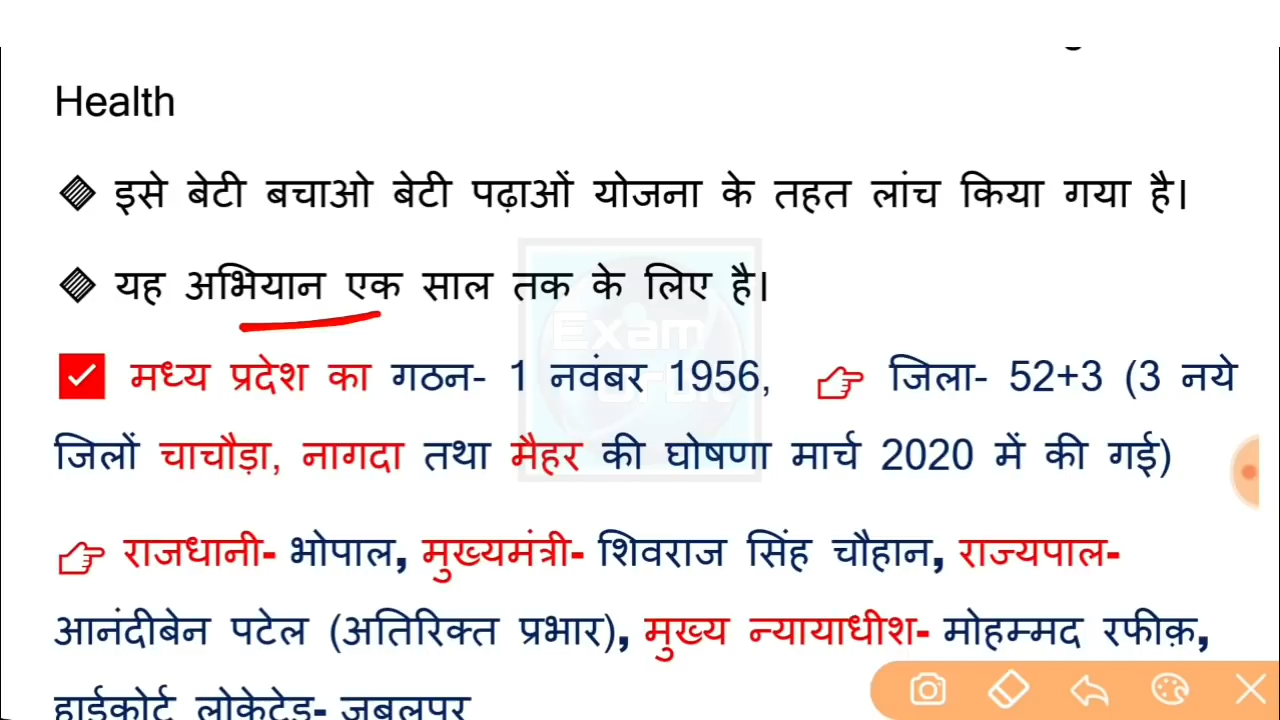 Health
इसे बेटी बचाओ बेटी पढ़ाओं योजना के तहत लांच किया गया है।
यह अभियान एक साल तक के लिए है।
मध्य प्रदेश का गठन- 1 नवंबर 1956, जिला- 52+3 (3 नये
जिलों चाचौड़ा, नागदा तथा मैहर की घोषणा मार्च 2020 में की गई)
राजधानी- भोपाल, मुख्यमंत्री- शिवराज सिंह चौहान, राज्यपाल-
आनंदीबेन पटेल (अतिरिक्त प्रभार), मुख्य न्यायाधीश- मोहम्मद रफीक़,
हाईकोर्ट लोकेटेड- जबलपुर
Exam
Orbit